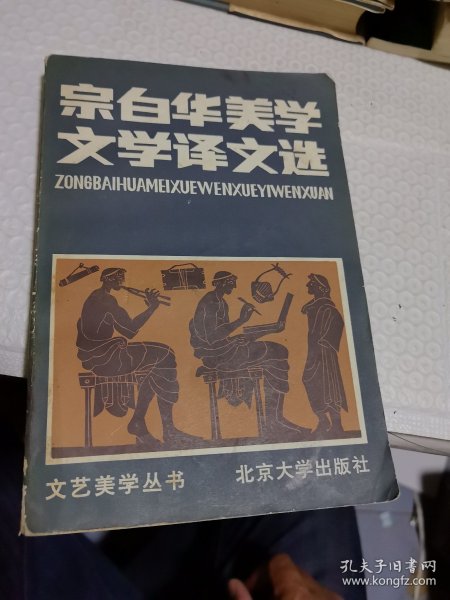 宗白华美学
文学译文选
ZONGBAIHUAMEIXUEWENXUEYIWENXUAN
文艺美学丛书 北京大学出版社
孔夫子旧书网
www.kongfz.com